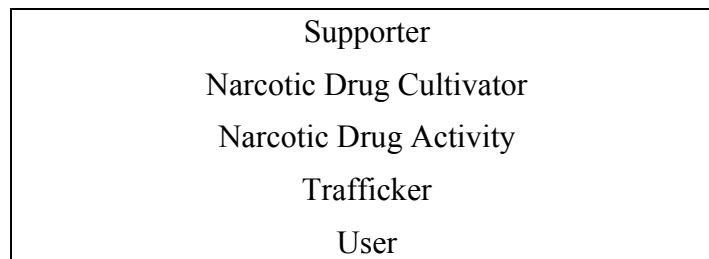 Supporter
Narcotic Drug Cultivator
Narcotic Drug Activity
Trafficker
User